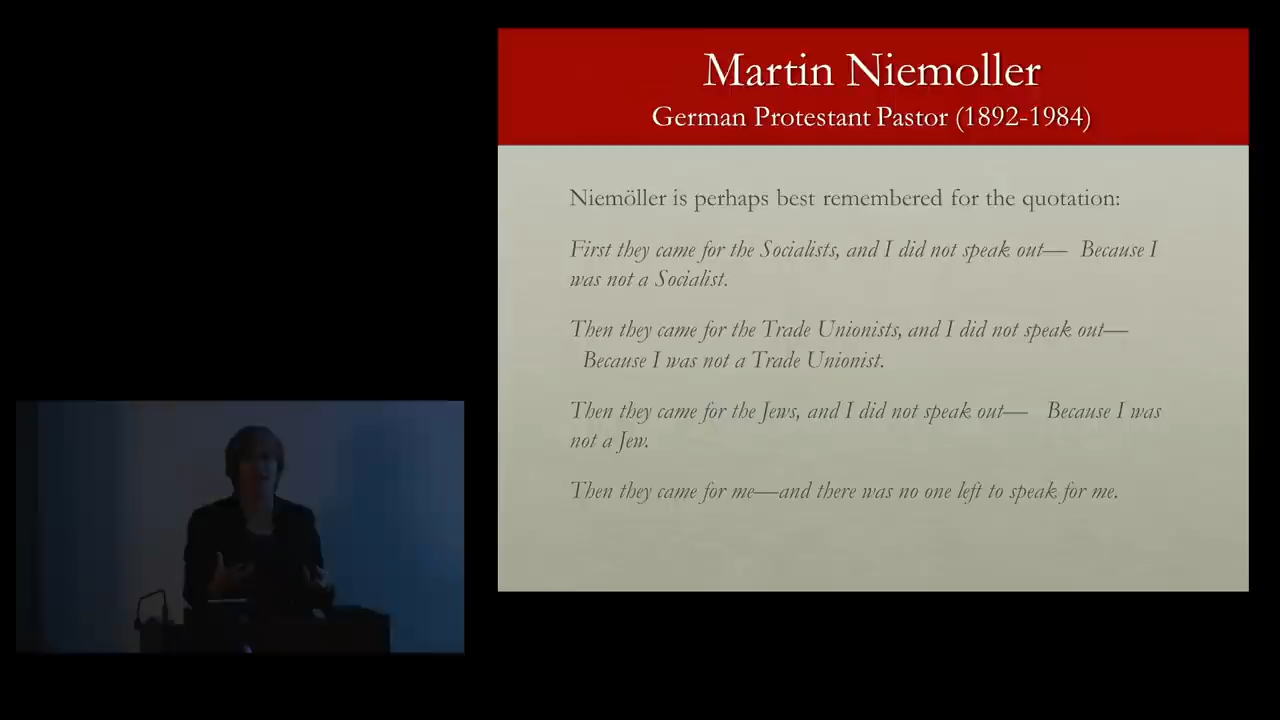 Martin Niemoller
German Protestant Pastor (1892-1984)
Niemöller is perhaps best remembered for the quotation:
First they came for the Socialists, and I did not speak out— Because I
was not a Socialist.
Then they came for the Trade Unionists, and I did not speak out—
Because I was not a Trade Unionist.
Then they came for the Jews, and I did not speak out— Because I was
not a Jew.
Then they came for me—and there was no one left to speak for me.